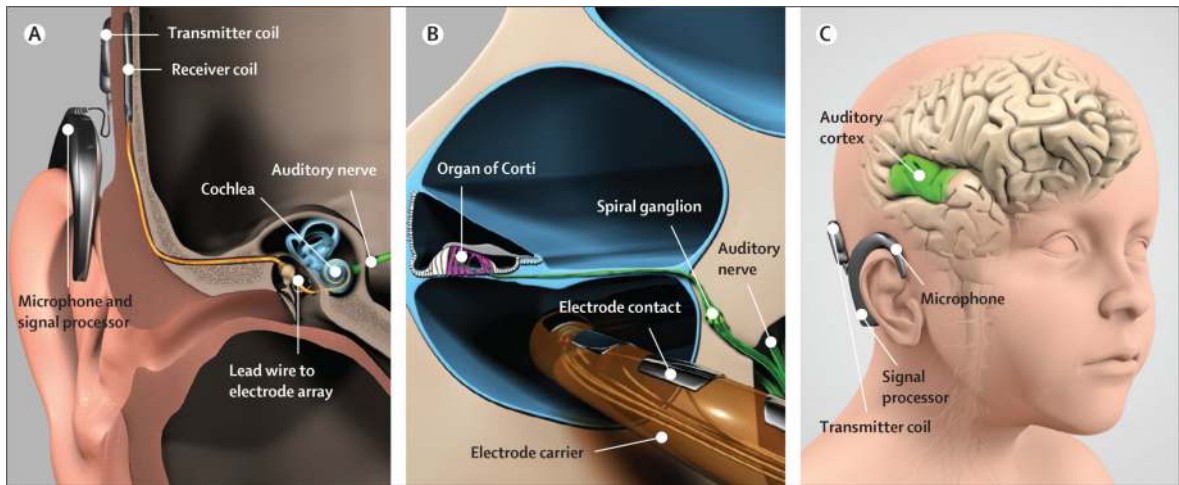 A
Transmitter coil
Receiver coil
Auditory nerve
Cochlea
Microphone and
signal processor
Lead wire to
electrode array
B
Organ of Corti
Spiral ganglion
Auditory
nerve
Electrode contact
Electrode carrier
C
Auditory
cortex
Microphone
Signal
processor
Transmitter coil